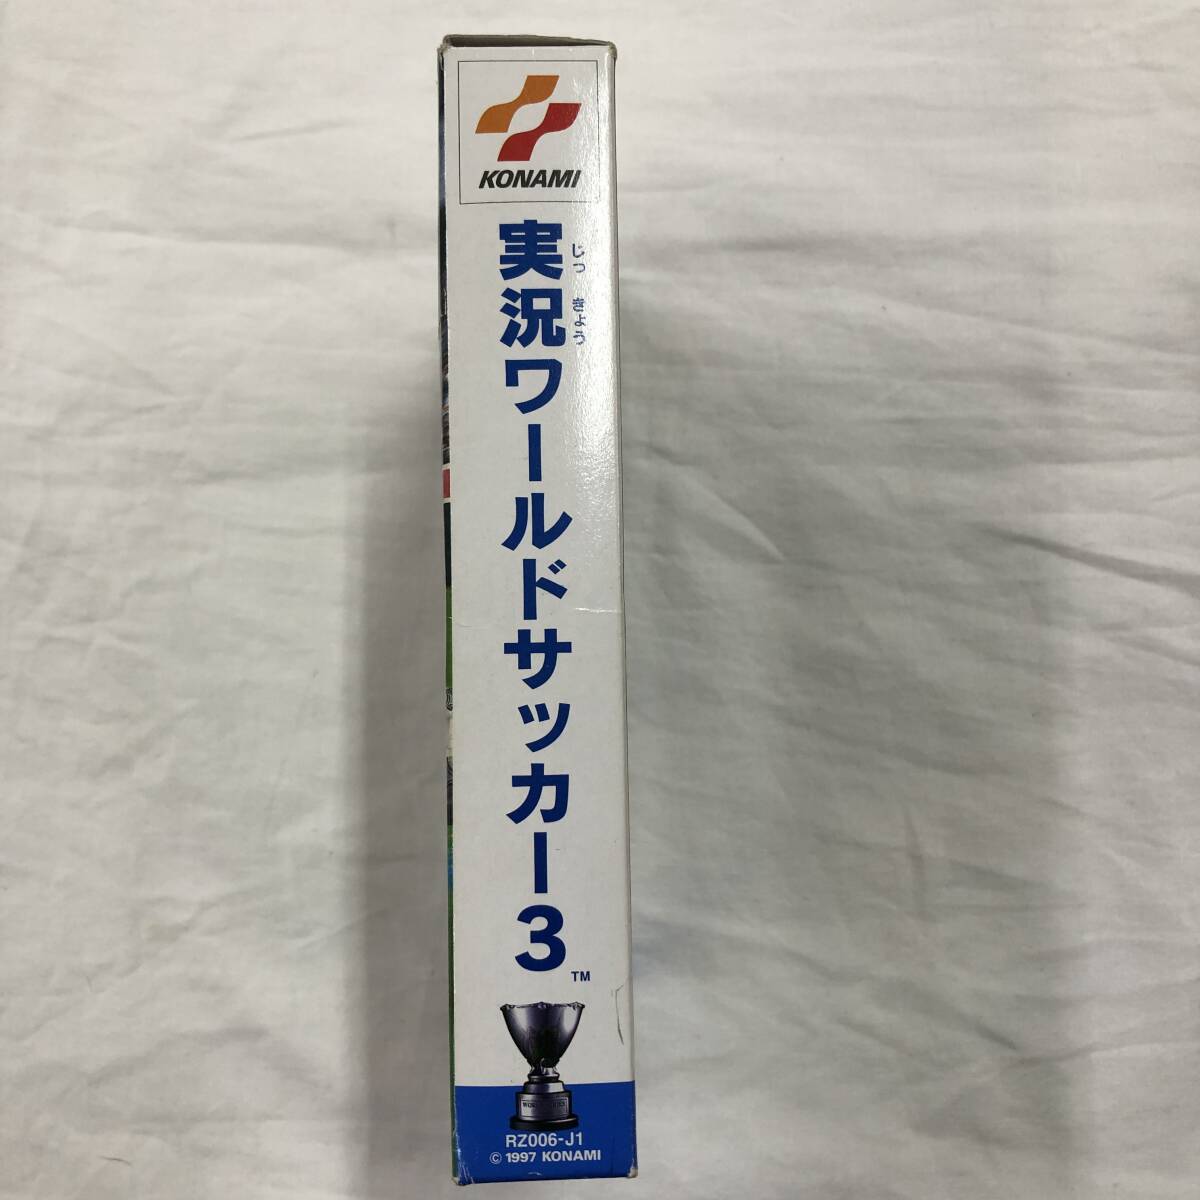 KONAMI
実況ワールドサッカー3
じっ きょう
TM
RZ006-J1
© 1997 KONAMI